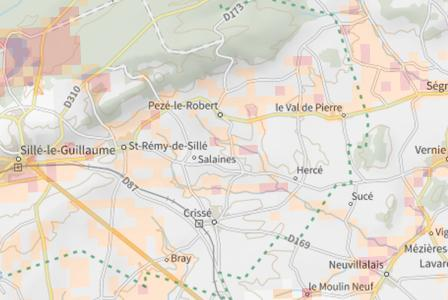 D173
D310
Pezé-le-Robert
le Val de Pierre
Ségr
Sillé-le-Guillaume
St-Rémy-de-Sillé
Salaines
Vernie
Hercé
D87
Sucé
Crissé
D169
Vig
Mézières
Bray
Neuvillalais
Lavar
le Moulin Neuf